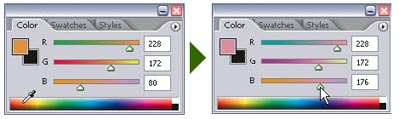 Color Swatches Styles
R 228
G 172
B 80
Color Swatches Styles
R 228
G 172
B 176